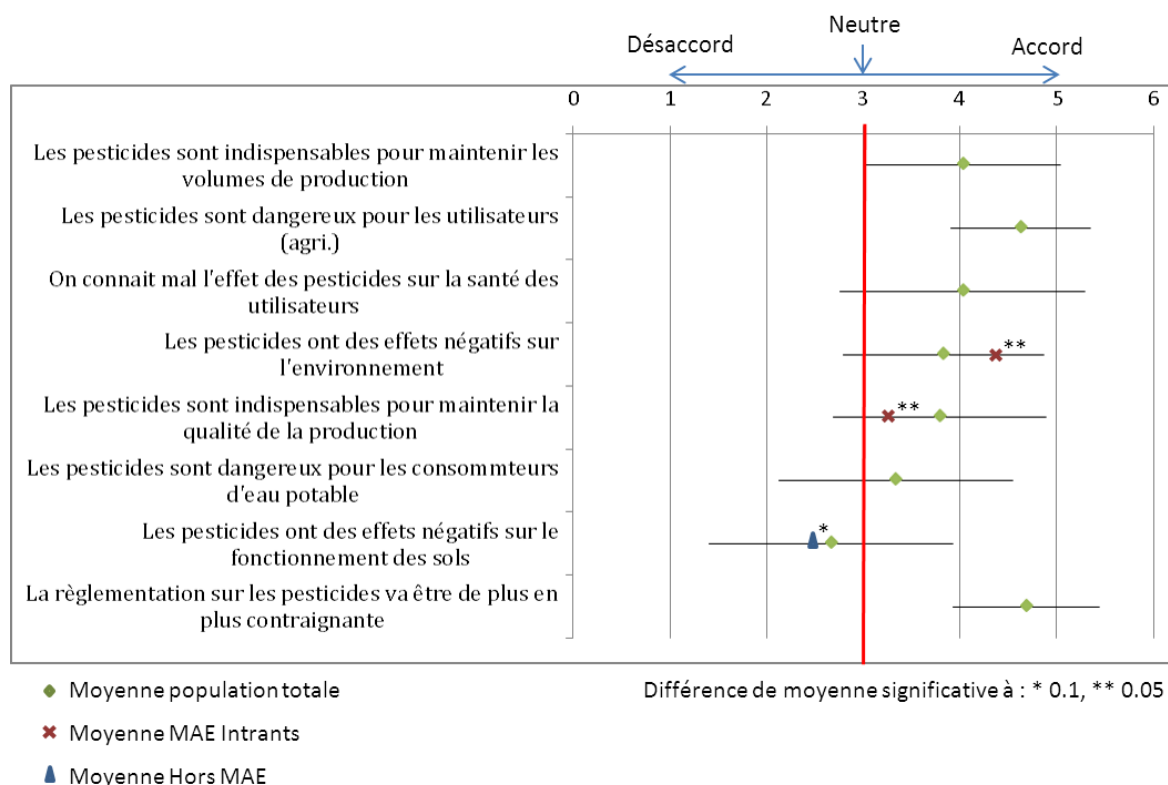 Neutre
Désaccord
Accord
0 1 2 3 4 5 6
Les pesticides sont indispensables pour maintenir les
volumes de production
Les pesticides sont dangereux pour les utilisateurs
(agri.)
On connait mal l'effet des pesticides sur la santé des
utilisateurs
Les pesticides ont des effets négatifs sur
l'environnement
**
Les pesticides sont indispensables pour maintenir la
qualité de la production
**
Les pesticides sont dangereux pour les consommteurs
d'eau potable
Les pesticides ont des effets négatifs sur le
fonctionnement des sols
*
La règlementation sur les pesticides va être de plus en
plus contraignante
Moyenne population totale
Différence de moyenne significative à : * 0.1, ** 0.05
Moyenne MAE Intrants
Moyenne Hors MAE